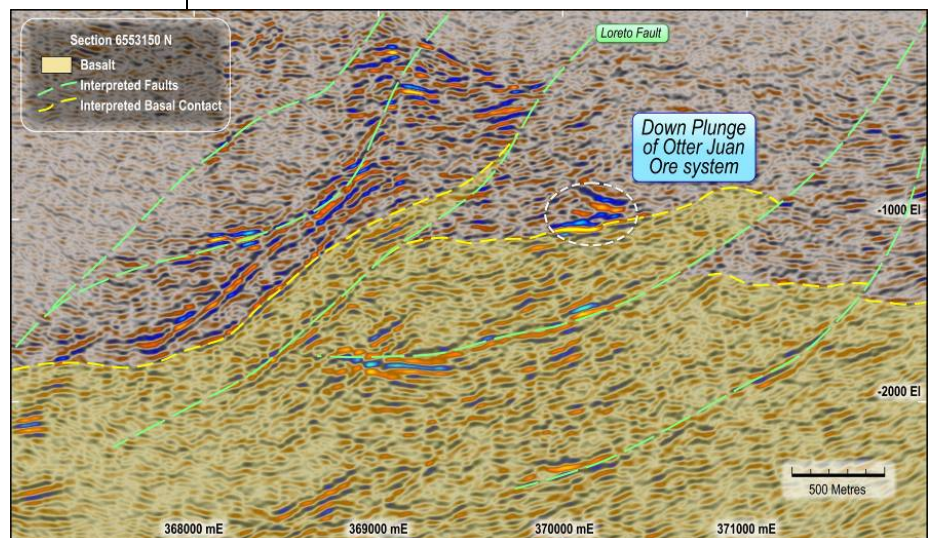 Section 6553150 N
Basalt
Interpreted Faults
Interpreted Basal Contact
Loreto Fault
Down Plunge
of Otter Juan
Ore system
-1000 El
-2000 El
500 Metres
368000 mE
369000 mE
370000 mE
371000 mE